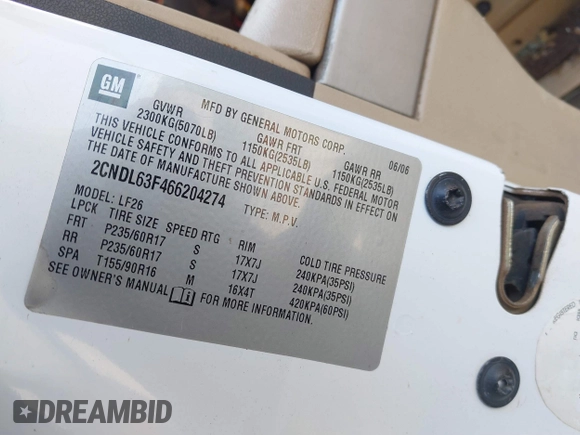 GM
MFD BY GENERAL MOTORS CORP.
06/06
GVWR GAWR FRT GAWR RR
2300KG(5070LB) 1150KG(2535LB) 1150KG(2535LB)
THIS VEHICLE CONFORMS TO ALL APPLICABLE U.S. FEDERAL MOTOR
VEHICLE SAFETY AND THEFT PREVENTION STANDARDS IN EFFECT ON
THE DATE OF MANUFACTURE SHOWN ABOVE.
2CNDL63F466204274 TYPE: M.P.V.
MODEL: LF26
LPCK TIRE SIZE SPEED RTG RIM COLD TIRE PRESSURE
FRT P235/60R17 S 17X7J 240KPA(35PSI)
RR P235/60R17 S 17X7J 240KPA(35PSI)
SPA T155/90R16 M 16X4T 420KPA(60PSI)
SEE OWNER'S MANUAL FOR MORE INFORMATION.
DREAMBID